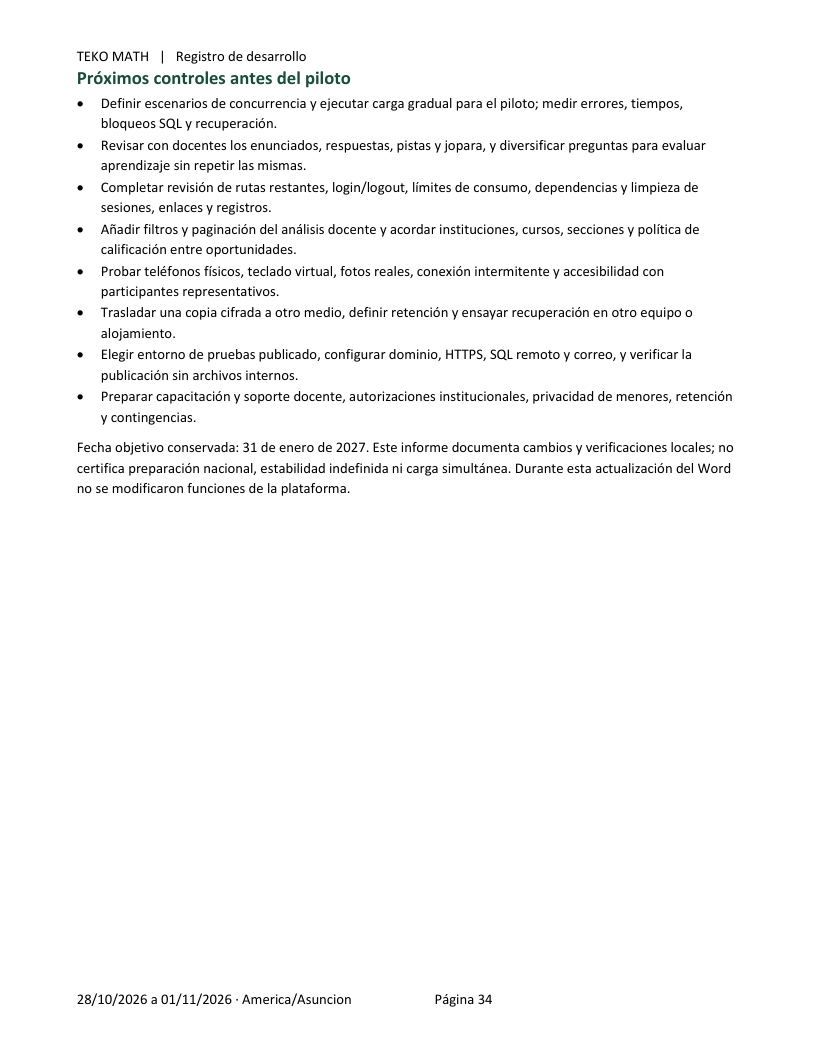 TEKO MATH | Registro de desarrollo
Próximos controles antes del piloto
• Definir escenarios de concurrencia y ejecutar carga gradual para el piloto; medir errores, tiempos,
bloqueos SQL y recuperación.
• Revisar con docentes los enunciados, respuestas, pistas y jopara, y diversificar preguntas para evaluar
aprendizaje sin repetir las mismas.
• Completar revisión de rutas restantes, login/logout, límites de consumo, dependencias y limpieza de
sesiones, enlaces y registros.
• Añadir filtros y paginación del análisis docente y acordar instituciones, cursos, secciones y política de
calificación entre oportunidades.
• Probar teléfonos físicos, teclado virtual, fotos reales, conexión intermitente y accesibilidad con
participantes representativos.
• Trasladar una copia cifrada a otro medio, definir retención y ensayar recuperación en otro equipo o
alojamiento.
• Elegir entorno de pruebas publicado, configurar dominio, HTTPS, SQL remoto y correo, y verificar la
publicación sin archivos internos.
• Preparar capacitación y soporte docente, autorizaciones institucionales, privacidad de menores, retención
y contingencias.
Fecha objetivo conservada: 31 de enero de 2027. Este informe documenta cambios y verificaciones locales; no
certifica preparación nacional, estabilidad indefinida ni carga simultánea. Durante esta actualización del Word
no se modificaron funciones de la plataforma.
28/10/2026 a 01/11/2026 · America/Asuncion Página 34